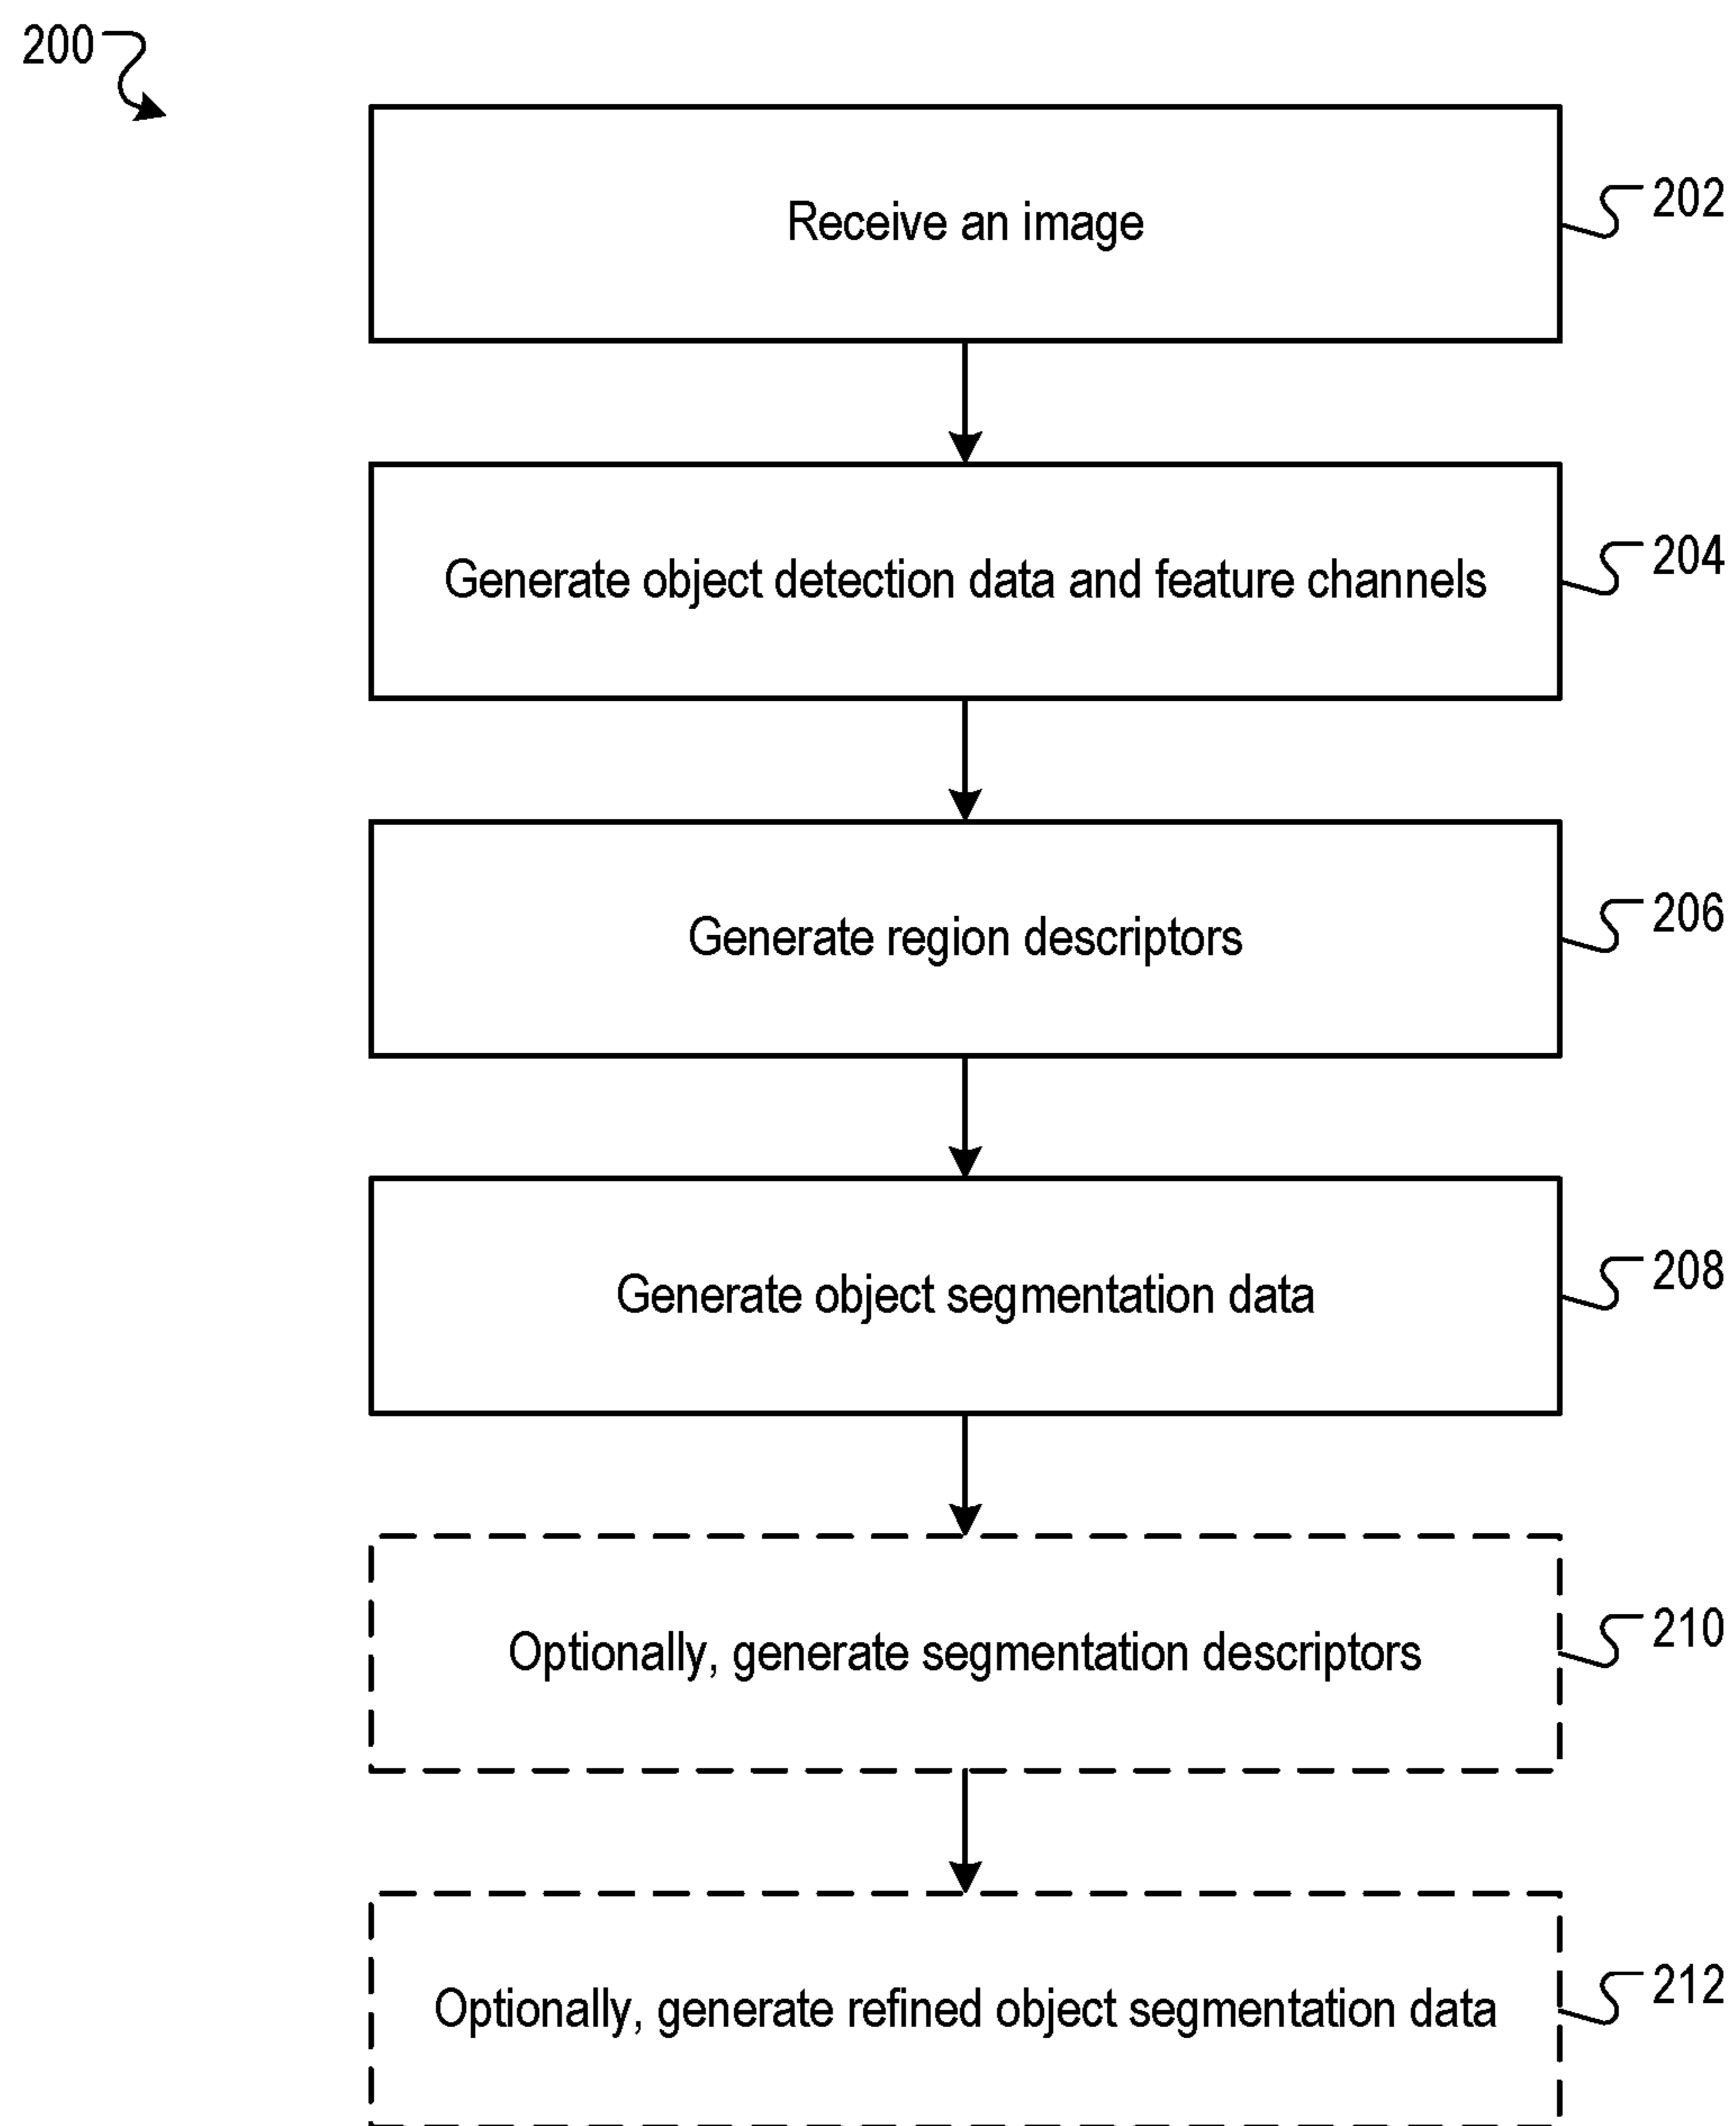 200
Receive an image
202
Generate object detection data and feature channels
204
Generate region descriptors
206
Generate object segmentation data
208
Optionally, generate segmentation descriptors
210
Optionally, generate refined object segmentation data
212